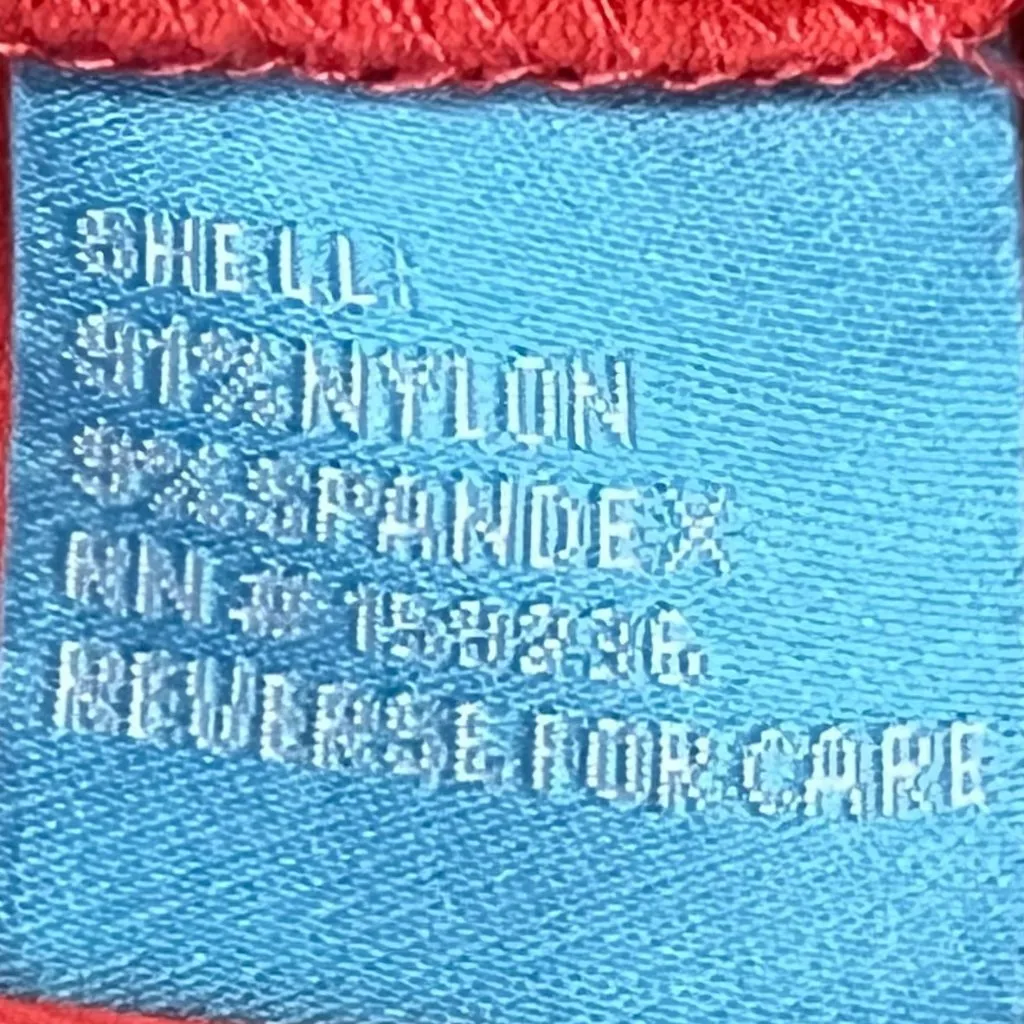 SHELL:
91% NYLON
9% SPANDEX
RN #
REVERSE FOR CARE